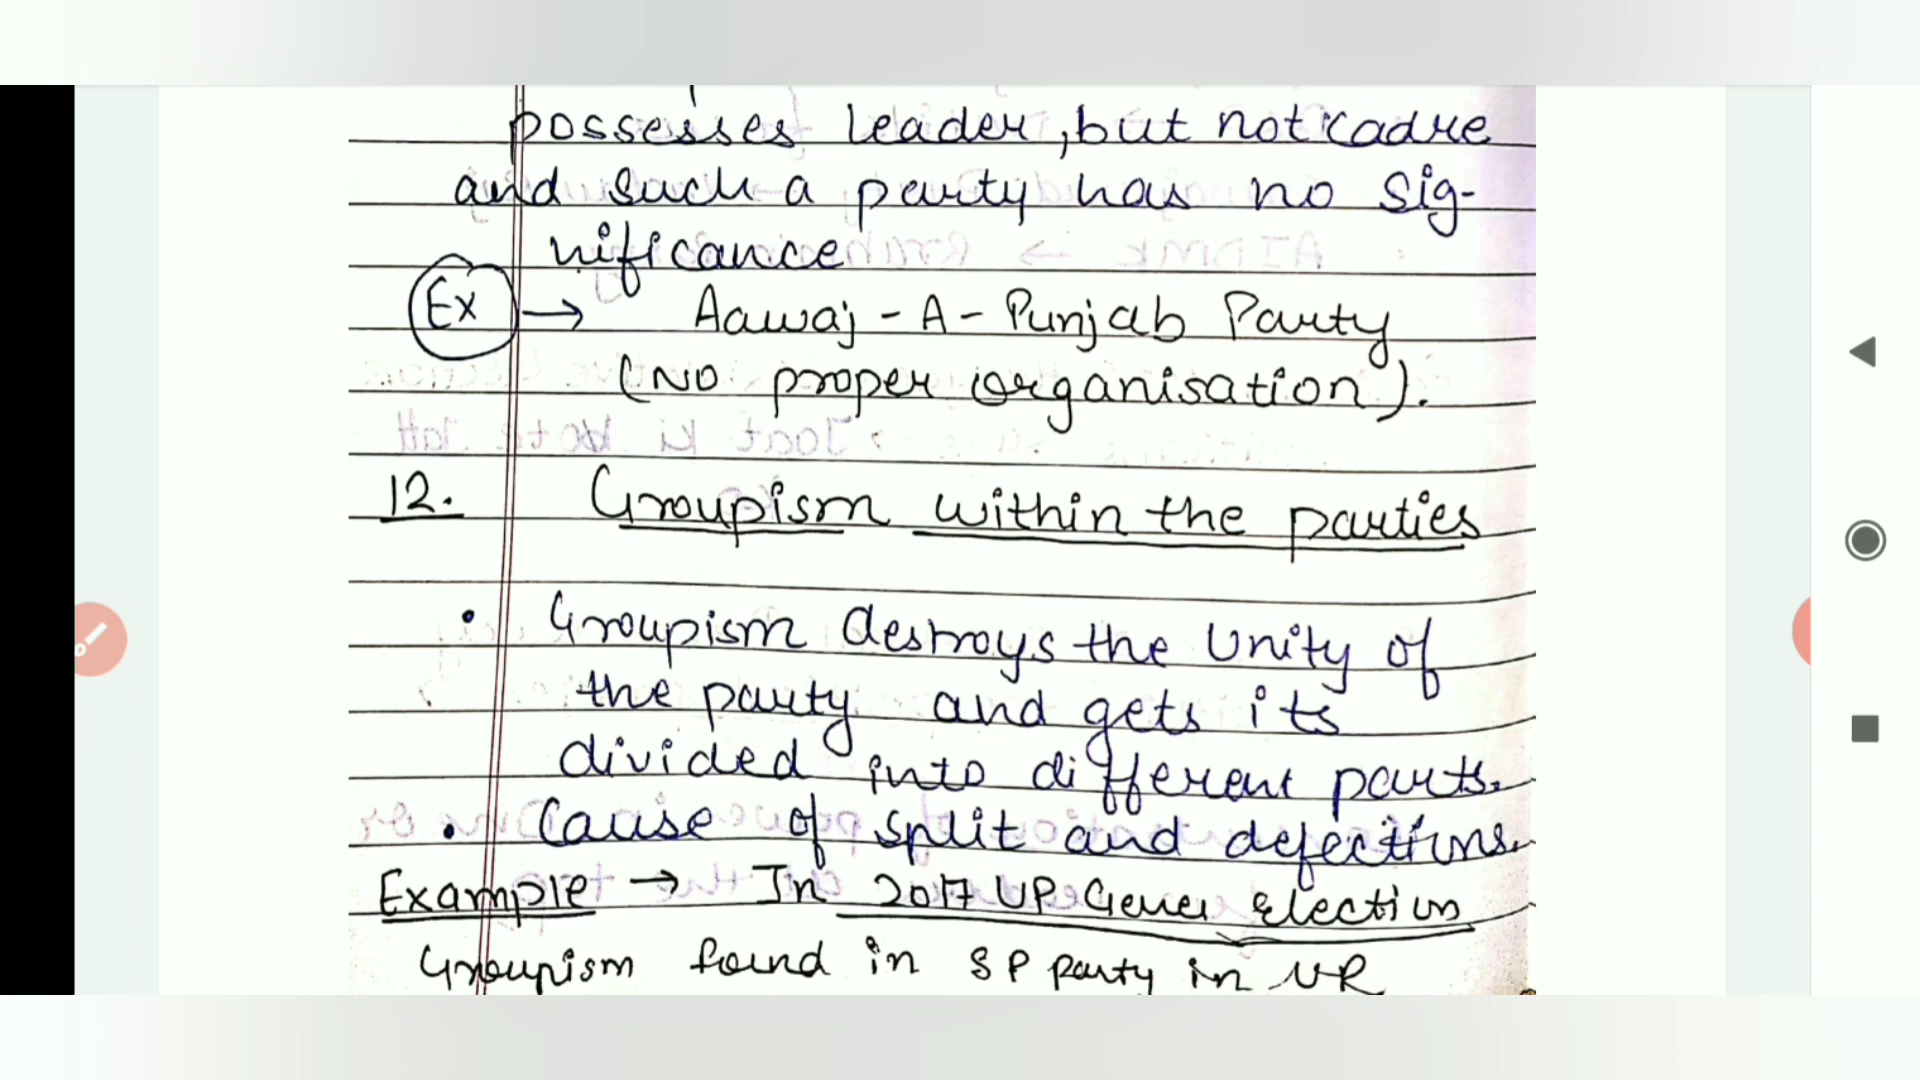 possesses leader, but not cadre
and such a party has no sig-
nificance
Ex → Aawaj - A - Punjab Party
(No proper organisation).
12. Groupism within the parties
• Groupism destroys the Unity of
the party and gets its
divided into different parts.
• Cause of split and defections.
Example → In 2017 UP Gener Election
Groupism found in SP party in UP